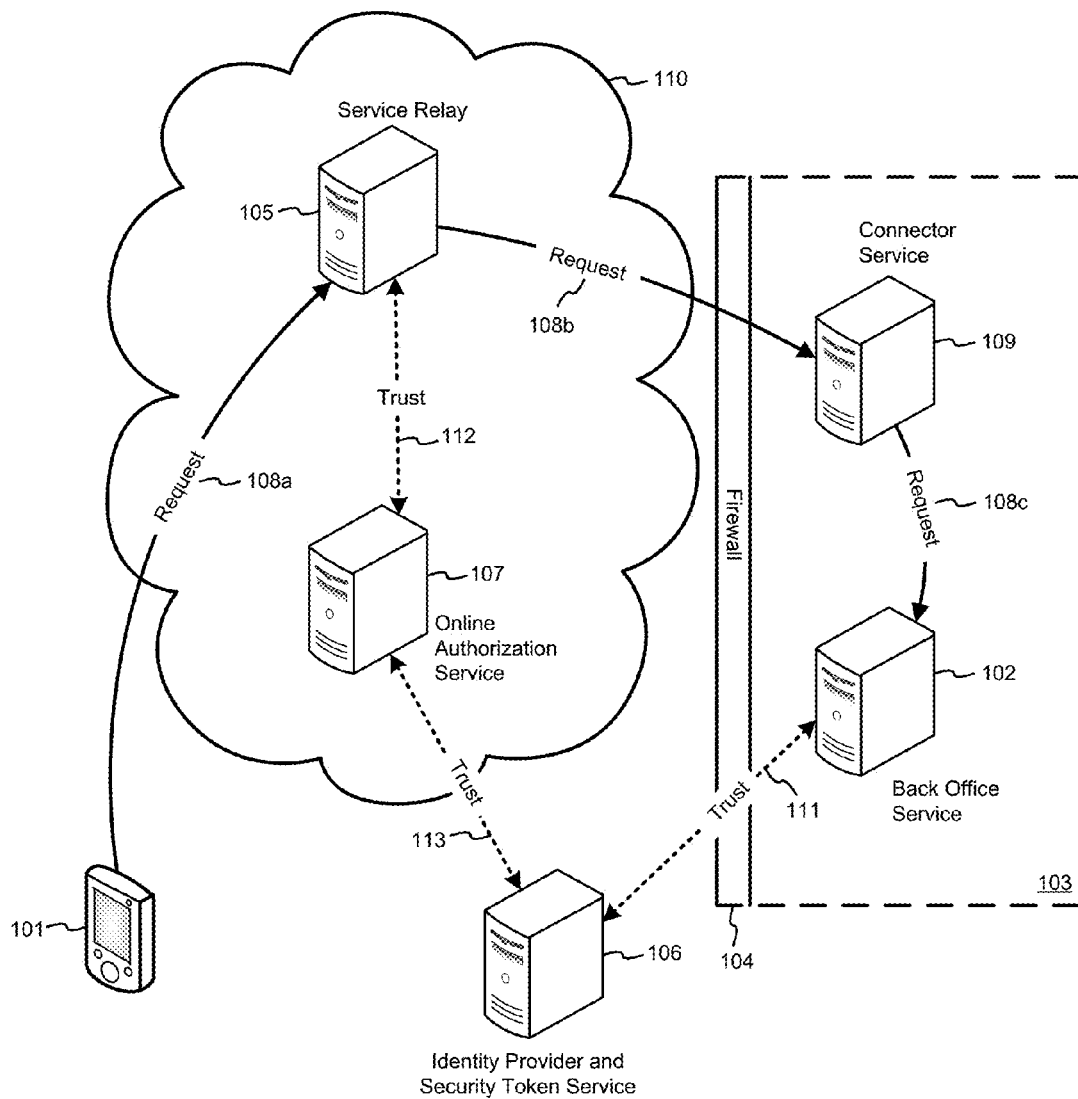 110
Service Relay
105
Request
108b
Connector
Service
109
Trust
112
Request
108a
Firewall
Request
108c
107
Online
Authorization
Service
102
Trust
113
Trust
111
Back Office
Service
103
101
104
106
Identity Provider and
Security Token Service